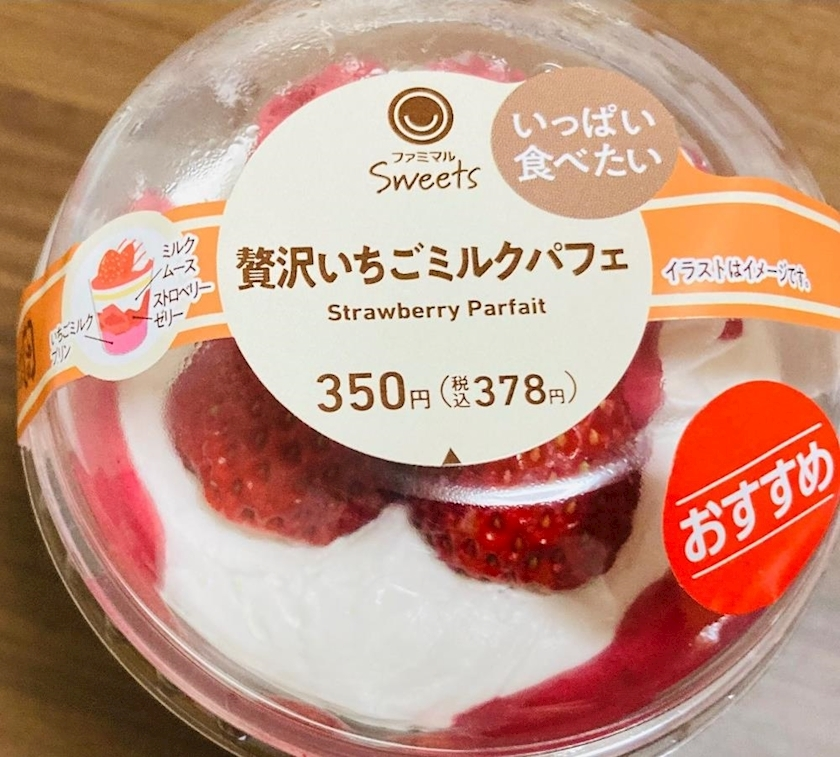 いっぱい
食べたい
ファミマル
Sweets
贅沢いちごミルクパフェ
Strawberry Parfait
350円(税込378円)
ミルク
ムース
ストロベリー
ゼリー
いちごミルク
プリン
イラストはイメージです。
おすすめ